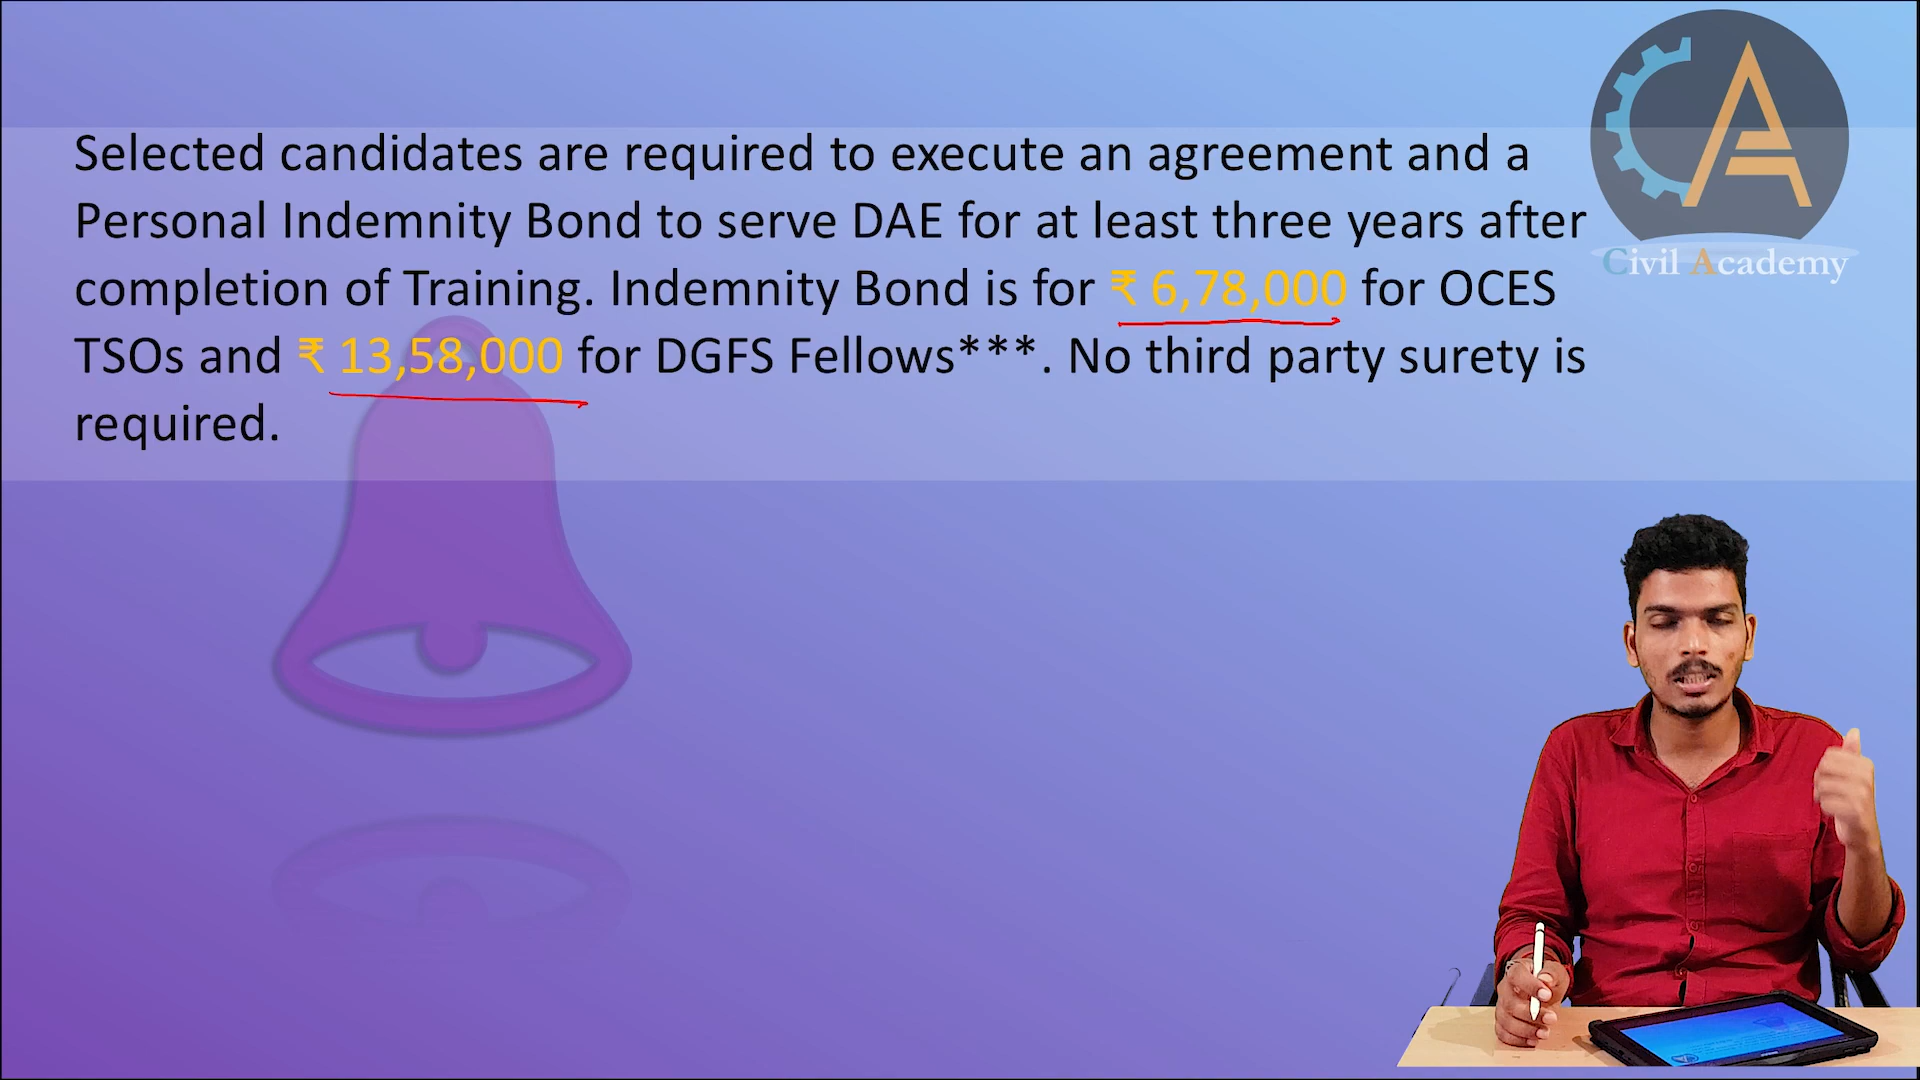 Selected candidates are required to execute an agreement and a
Personal Indemnity Bond to serve DAE for at least three years after
completion of Training. Indemnity Bond is for ₹ 6,78,000 for OCES
TSOs and ₹ 13,58,000 for DGFS Fellows***. No third party surety is
required.
Civil Academy